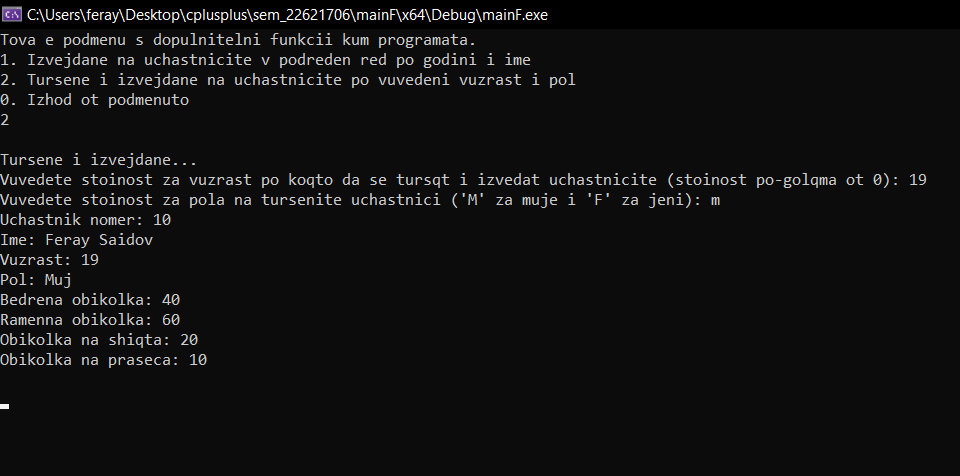 C:\Users\feray\Desktop\cplusplus\sem_22621706\mainF\x64\Debug\mainF.exe
Tova e podmenu s dopulnitelni funkcii kum programata.
1. Izvejdane na uchastnicite v podreden red po godini i ime
2. Tursene i izvejdane na uchastnicite po vuvedeni vuzrast i pol
0. Izhod ot podmenuto
2
Tursene i izvejdane...
Vuvedete stoinost za vuzrast po koqto da se tursqt i izvedat uchastnicite (stoinost po-golqma ot 0): 19
Vuvedete stoinost za pola na tursenite uchastnici ('M' za muje i 'F' za jeni): m
Uchastnik nomer: 10
Ime: Feray Saidov
Vuzrast: 19
Pol: Muj
Bedrena obikolka: 40
Ramenna obikolka: 60
Obikolka na shiqta: 20
Obikolka na praseca: 10